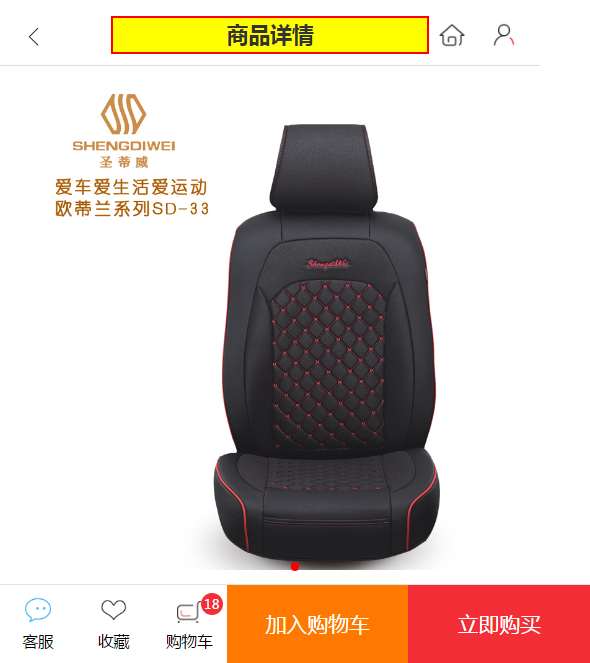 商品详情
SHENGDIWEI
圣蒂威
爱车爱生活爱运动
欧蒂兰系列SD-33
ShengdiWei
18
客服
收藏
购物车
加入购物车
立即购买